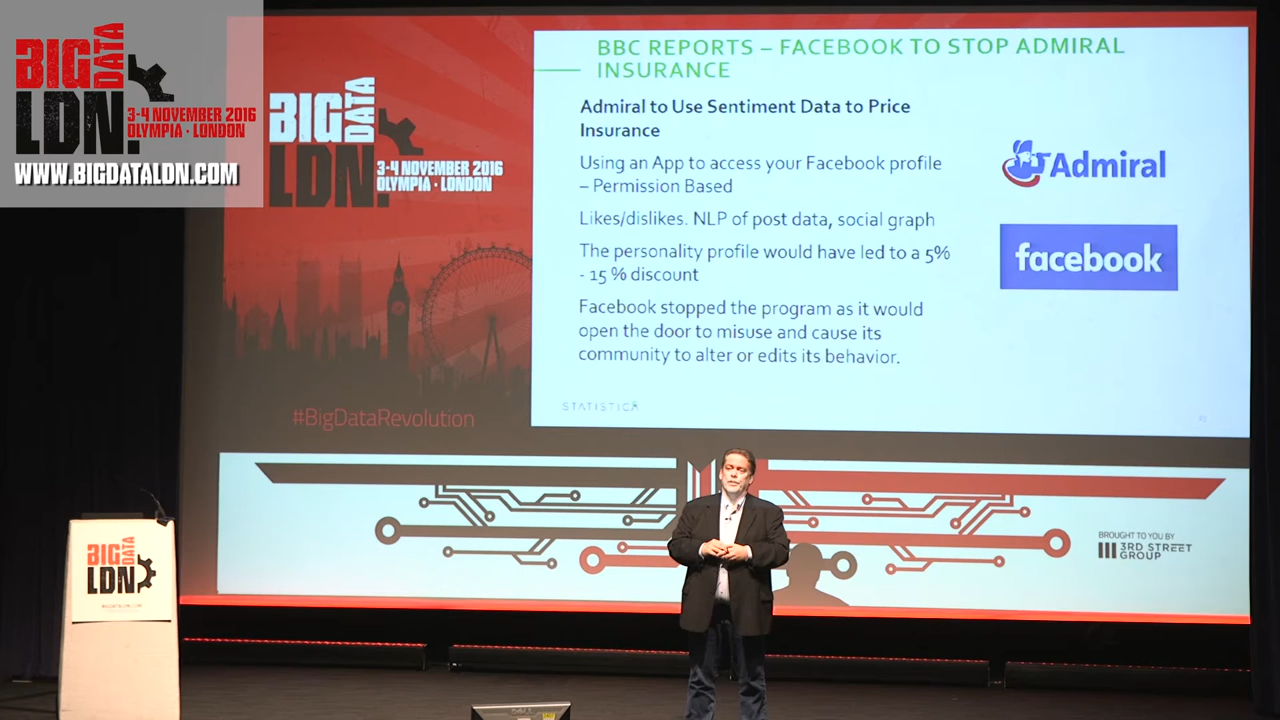 BIG DATA
LDN.
3-4 NOVEMBER 2016
OLYMPIA · LONDON
WWW.BIGDATALDN.COM
BIG DATA
LDN.
3-4 NOVEMBER 2016
OLYMPIA · LONDON
#BigDataRevolution
BBC REPORTS – FACEBOOK TO STOP ADMIRAL
INSURANCE
Admiral to Use Sentiment Data to Price
Insurance
Using an App to access your Facebook profile
– Permission Based
Likes/dislikes. NLP of post data, social graph
The personality profile would have led to a 5%
- 15 % discount
Facebook stopped the program as it would
open the door to misuse and cause its
community to alter or edits its behavior.
Admiral
facebook
STATISTICA
BROUGHT TO YOU BY
3RD STREET
GROUP
BIG DATA
LDN